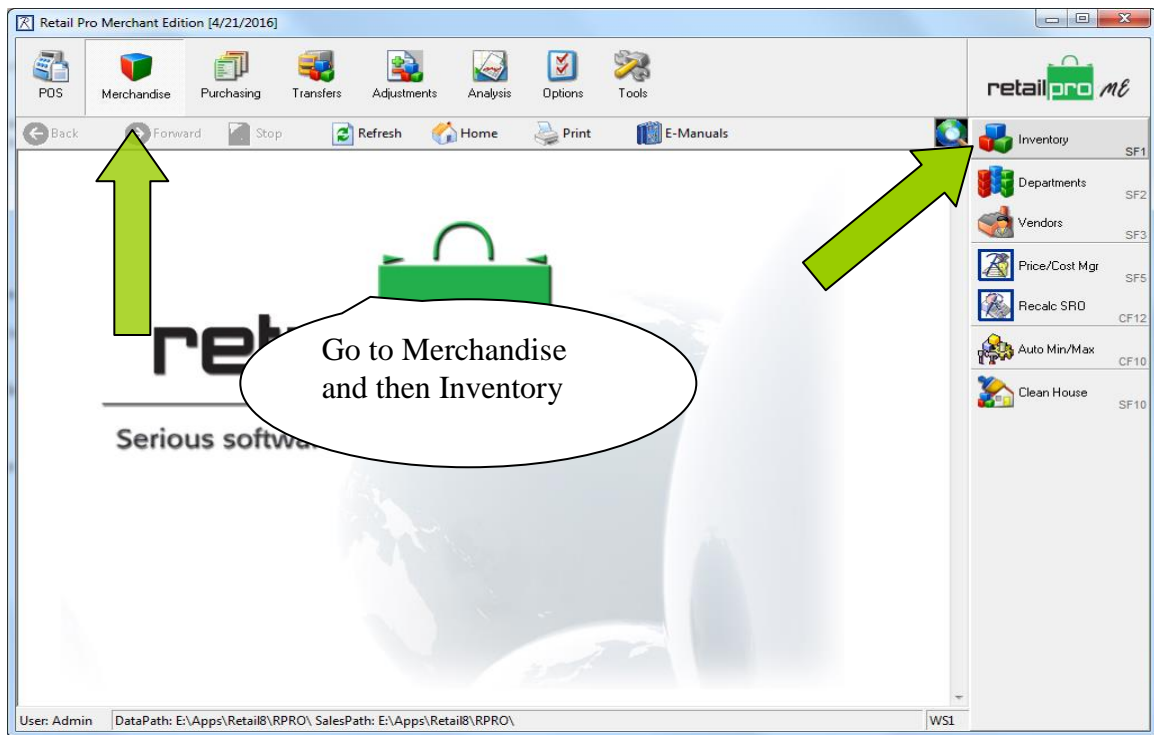 Retail Pro Merchant Edition [4/21/2016]
POS Merchandise Purchasing Transfers Adjustments Analysis Options Tools
retail pro ME
Back Forward Stop Refresh Home Print E-Manuals
Inventory SF1
Departments SF2
Vendors SF3
Price/Cost Mgr SF5
Recalc SRO CF12
Auto Min/Max CF10
Clean House SF10
Go to Merchandise
and then Inventory
Serious
User: Admin DataPath: E:\Apps\Retail8\RPRO\ SalesPath: E:\Apps\Retail8\RPRO\ WS1